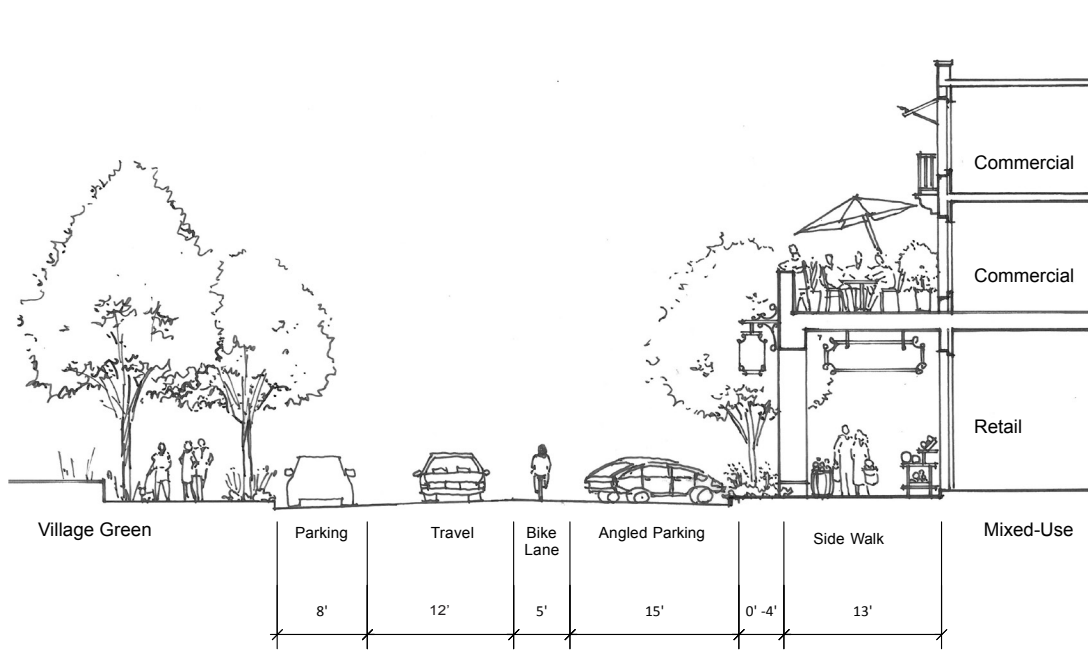 Commercial
Commercial
Retail
Village Green
Parking
Travel
Bike
Lane
Angled Parking
Side Walk
Mixed-Use
8'
12'
5'
15'
0' -4'
13'